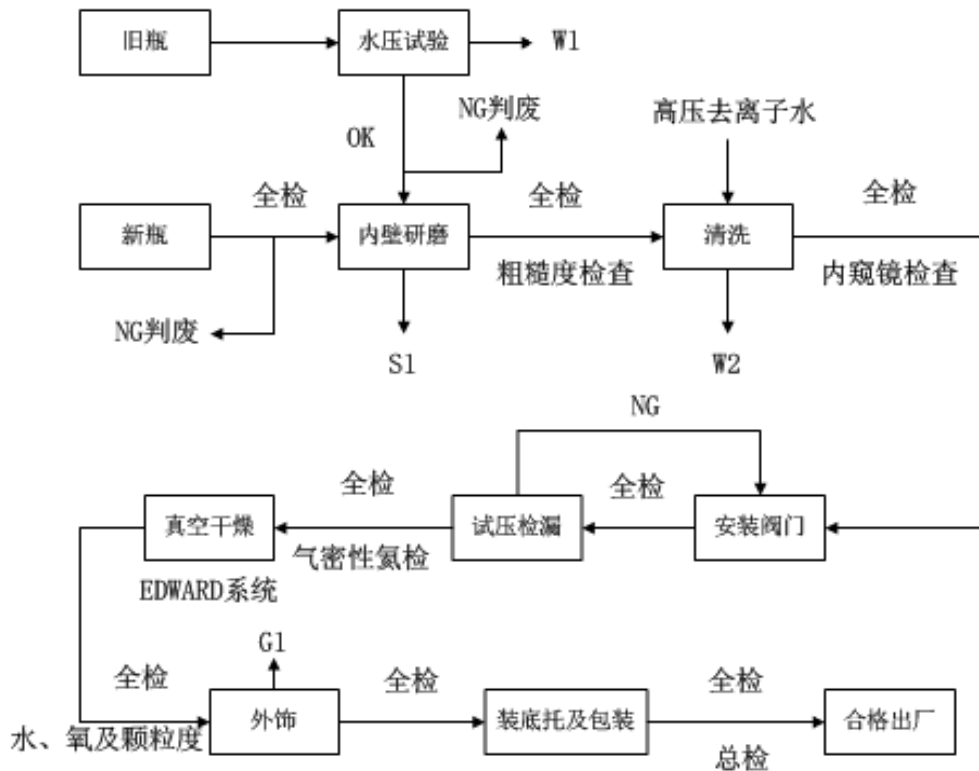 旧瓶
水压试验
W1
OK
NG判废
高压去离子水
新瓶
全检
内壁研磨
全检
粗糙度检查
清洗
全检
内窥镜检查
NG判废
S1
W2
NG
真空干燥
全检
气密性氦检
试压检漏
全检
安装阀门
EDWARD系统
G1
全检
水、氧及颗粒度
外饰
全检
装底托及包装
全检
总检
合格出厂